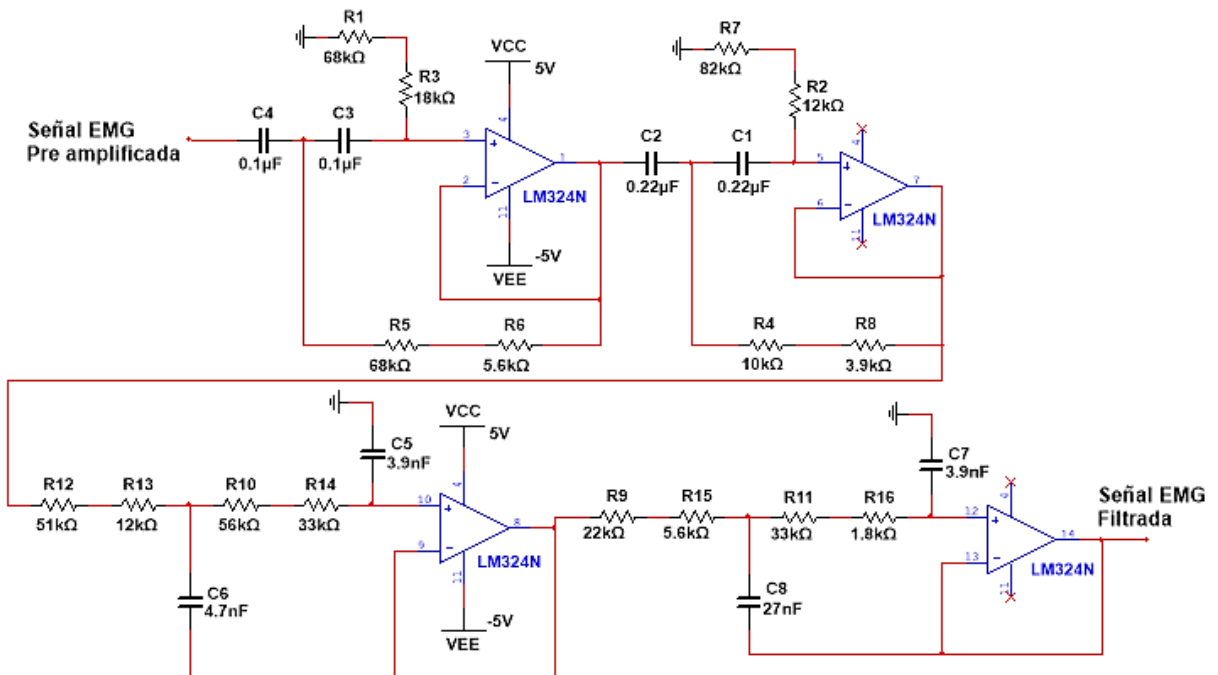 R1
68kΩ
R3
18kΩ
VCC
5V
R7
82kΩ
R2
12kΩ
Señal EMG
Pre amplificada
C4
0.1µF
C3
0.1µF
3
2
4
11
1
LM324N
C2
0.22µF
C1
0.22µF
5
6
4
11
7
LM324N
-5V
VEE
R5
68kΩ
R6
5.6kΩ
R4
10kΩ
R8
3.9kΩ
VCC
5V
C5
3.9nF
R12
51kΩ
R13
12kΩ
R10
56kΩ
R14
33kΩ
10
9
4
11
8
LM324N
C6
4.7nF
-5V
VEE
R9
22kΩ
R15
5.6kΩ
R11
33kΩ
R16
1.8kΩ
C7
3.9nF
C8
27nF
12
13
4
11
14
LM324N
Señal EMG
Filtrada